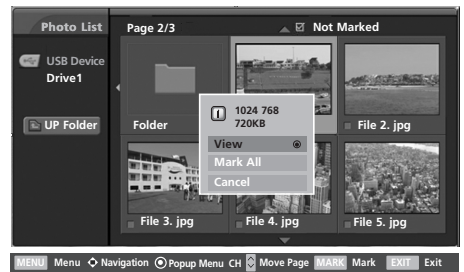 Photo List
Page 2/3
Not Marked
USB Device
Drive1
UP Folder
Folder
File 2. jpg
1024 768
720KB
View
Mark All
Cancel
File 3. jpg
File 4. jpg
File 5. jpg
MENU Menu Navigation Popup Menu CH Move Page MARK Mark EXIT Exit